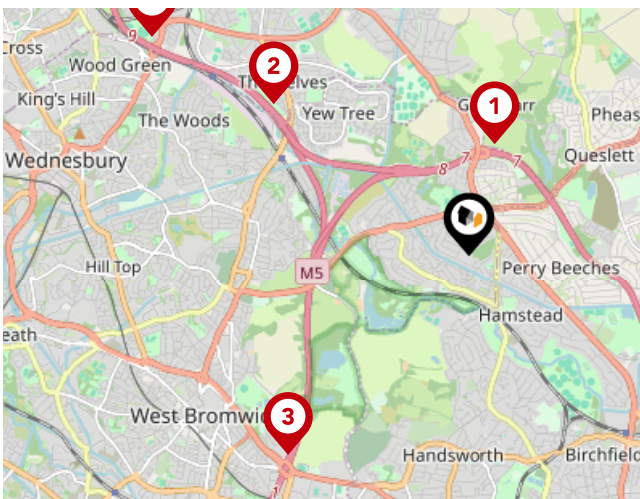 Cross
9
Wood Green
2
King's Hill
The Woods
Yew Tree
1
Pheas
Wednesbury
7
7
8
Queslett
M5
Hill Top
Perry Beeches
Hamstead
eath
3
West Bromwi
Handsworth
Birchfield
1